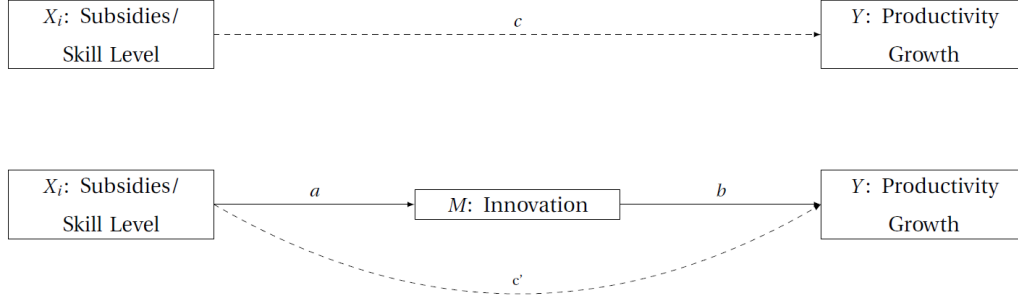 X_i: Subsidies/
Skill Level
c
Y: Productivity
Growth
X_i: Subsidies/
Skill Level
a
M: Innovation
b
Y: Productivity
Growth
c'